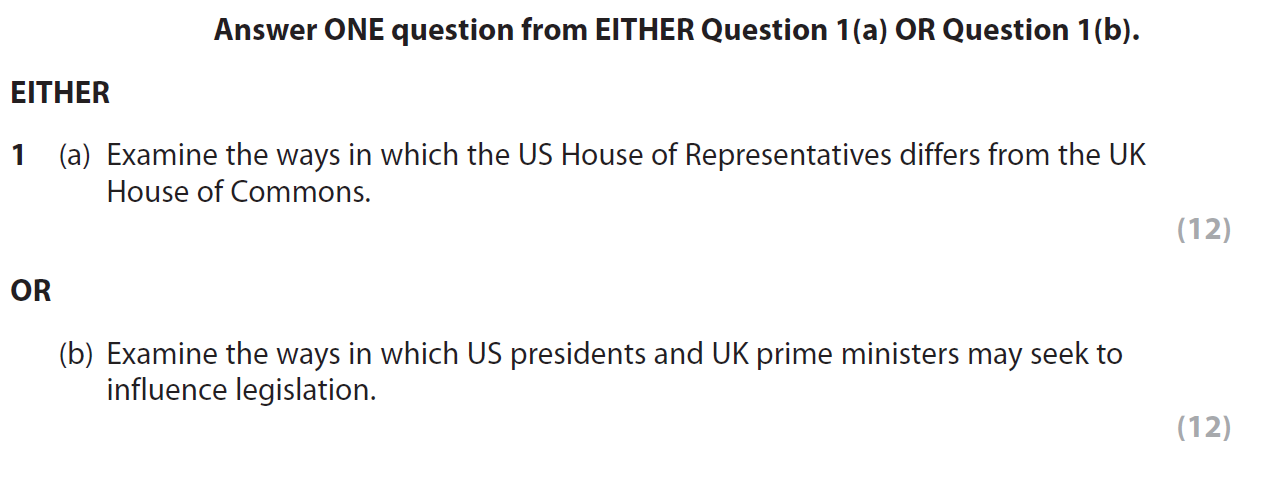 Answer ONE question from EITHER Question 1(a) OR Question 1(b).
EITHER
1 (a) Examine the ways in which the US House of Representatives differs from the UK
House of Commons.
(12)
OR
(b) Examine the ways in which US presidents and UK prime ministers may seek to
influence legislation.
(12)